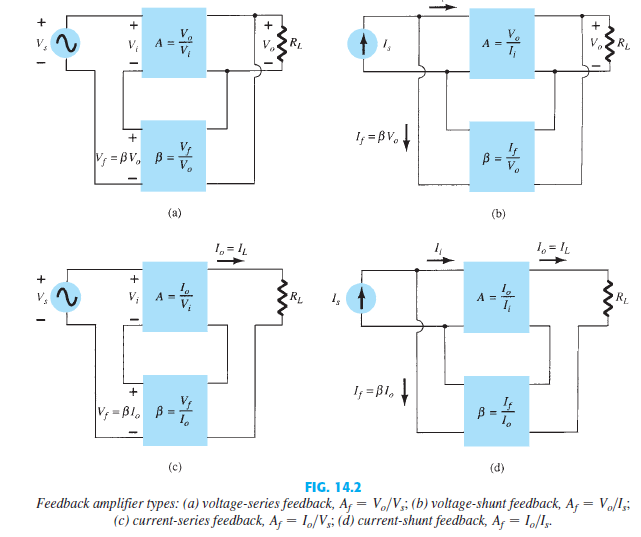 + + +
V_s V_i A = V_o/V_i V_o R_L
− − −
+
V_f = βV_o β = V_f/V_o
−
(a)
I_s A = V_o/I_i + V_o − R_L
I_f = βV_o β = I_f/V_o
(b)
I_o = I_L
+ +
V_s V_i A = I_o/V_i R_L
− −
+
V_f = βI_o β = V_f/I_o
−
(c)
I_i I_o = I_L
I_s A = I_o/I_i R_L
I_f = βI_o β = I_f/I_o
(d)
FIG. 14.2
Feedback amplifier types: (a) voltage-series feedback, A_f = V_o/V_s; (b) voltage-shunt feedback, A_f = V_o/I_s;
(c) current-series feedback, A_f = I_o/V_s; (d) current-shunt feedback, A_f = I_o/I_s.